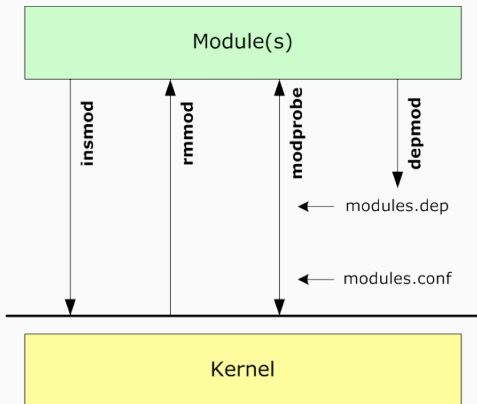 Module(s)
insmod
rmmod
modprobe
depmod
modules.dep
modules.conf
Kernel